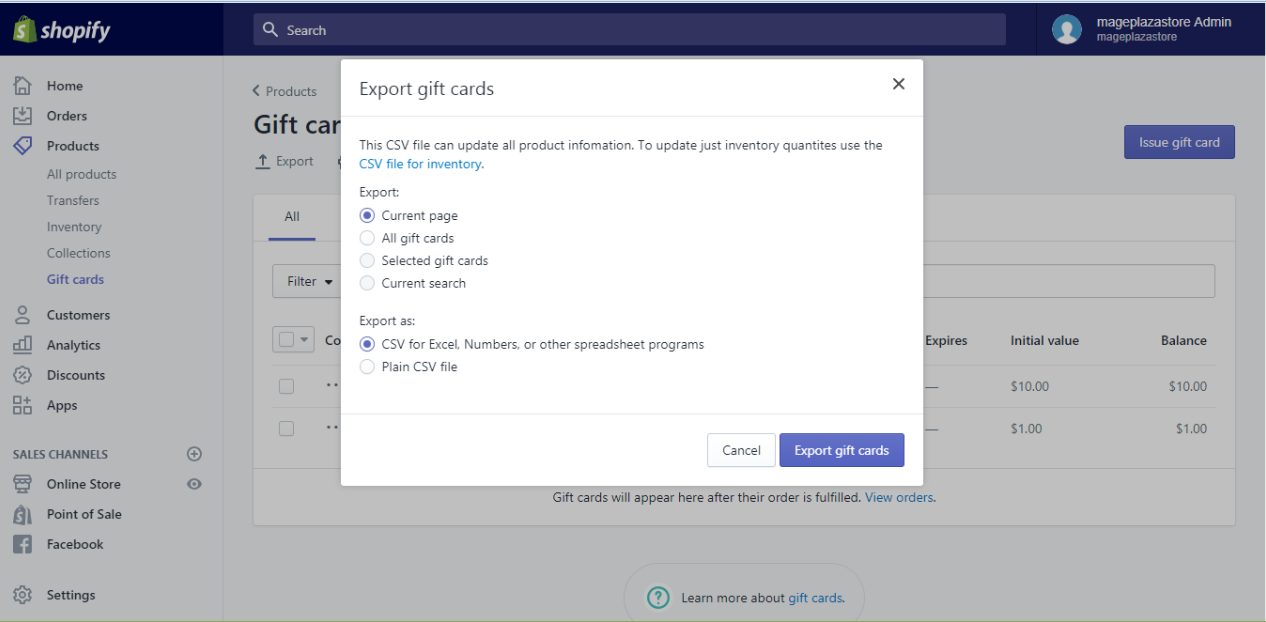 shopify
Search
mageplazastore Admin
mageplazastore
Home
Orders
Products
All products
Transfers
Inventory
Collections
Gift cards
Customers
Analytics
Discounts
Apps
SALES CHANNELS
Online Store
Point of Sale
Facebook
Settings
Products
Gift car
Export
Issue gift card
All
Filter
Co
Expires Initial value Balance
— $10.00 $10.00
— $1.00 $1.00
Gift cards will appear here after their order is fulfilled. View orders.
Learn more about gift cards.
Export gift cards
This CSV file can update all product infomation. To update just inventory quantites use the
CSV file for inventory.
Export:
Current page
All gift cards
Selected gift cards
Current search
Export as:
CSV for Excel, Numbers, or other spreadsheet programs
Plain CSV file
Cancel
Export gift cards